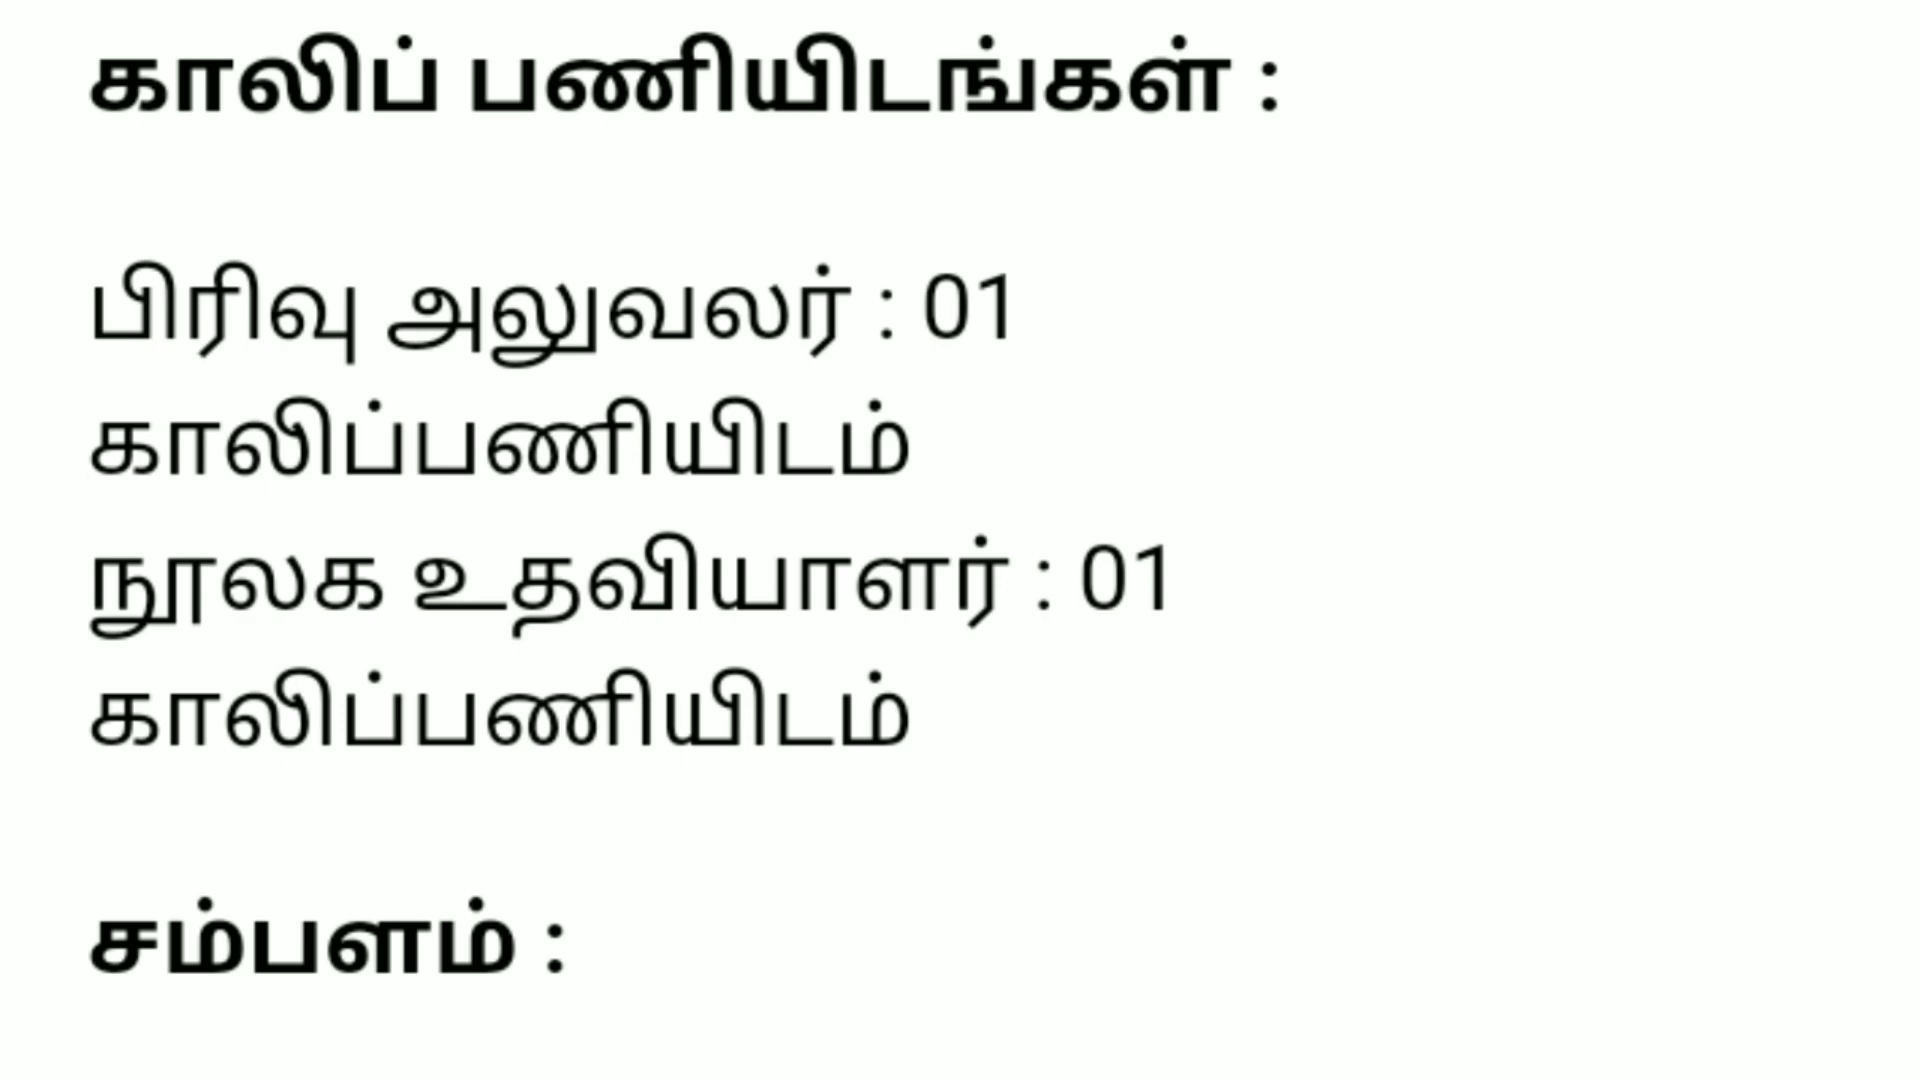 காலிப் பணியிடங்கள் :
பிரிவு அலுவலர் : 01
காலிப்பணியிடம்
நூலக உதவியாளர் : 01
காலிப்பணியிடம்
சம்பளம் :